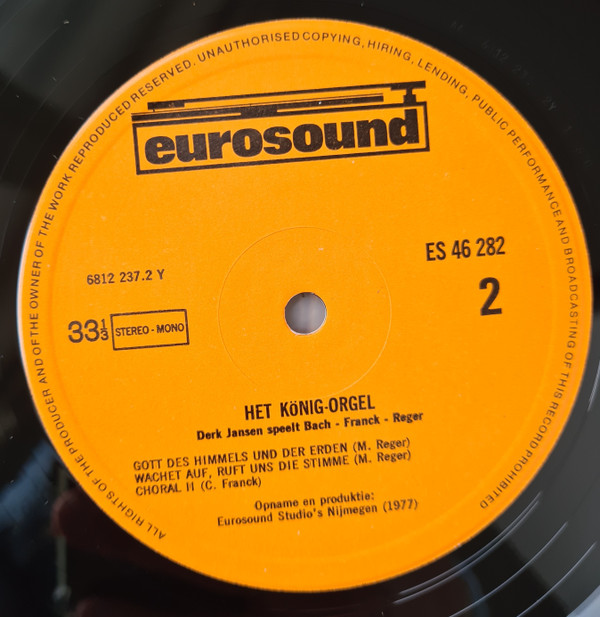 ALL RIGHTS OF THE PRODUCER AND OF THE OWNER OF THE WORK REPRODUCED RESERVED. UNAUTHORISED COPYING, HIRING, LENDING, PUBLIC PERFORMANCE AND BROADCASTING OF THIS RECORD PROHIBITED
eurosound
ES 46 282
6812 237.2 Y
2
33⅓ STEREO - MONO
HET KöNIG-ORGEL
Derk Jansen speelt Bach - Franck - Reger
GOTT DES HIMMELS UND DER ERDEN (M. Reger)
WACHET AUF, RUFT UNS DIE STIMME (M. Reger)
CHORAL II (C. Franck)
Opname en produktie:
Eurosound Studio's Nijmegen (1977)